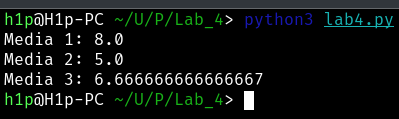 h1p@H1p-PC ~/U/P/Lab_4> python3 lab4.py
Media 1: 8.0
Media 2: 5.0
Media 3: 6.666666666666667
h1p@H1p-PC ~/U/P/Lab_4>